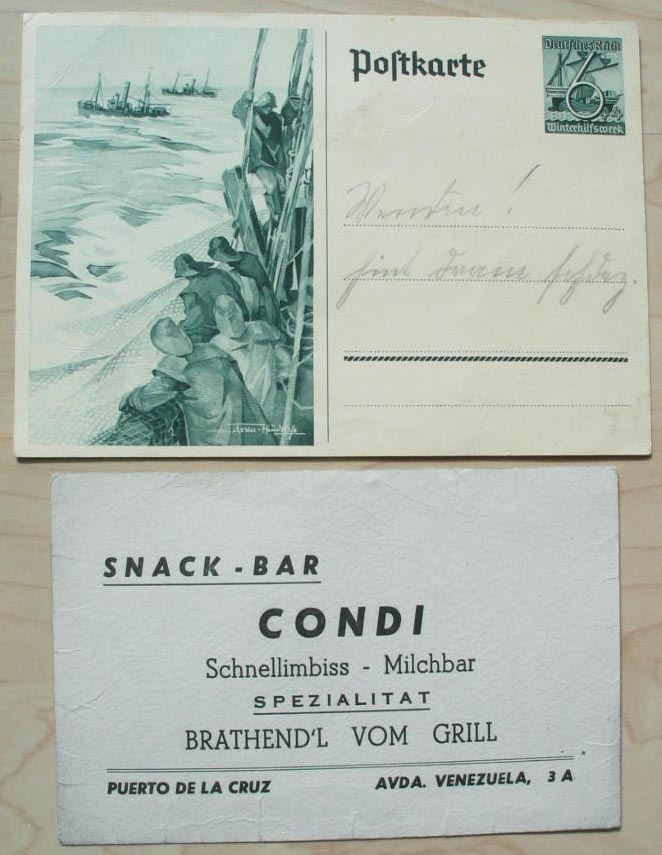 Postkarte
Deutsches Reich
6
Winterhilfswerk
Wenden!
SNACK - BAR
CONDI
Schnellimbiss - Milchbar
SPEZIALITAT
BRATHEND'L VOM GRILL
PUERTO DE LA CRUZ AVDA. VENEZUELA, 3 A